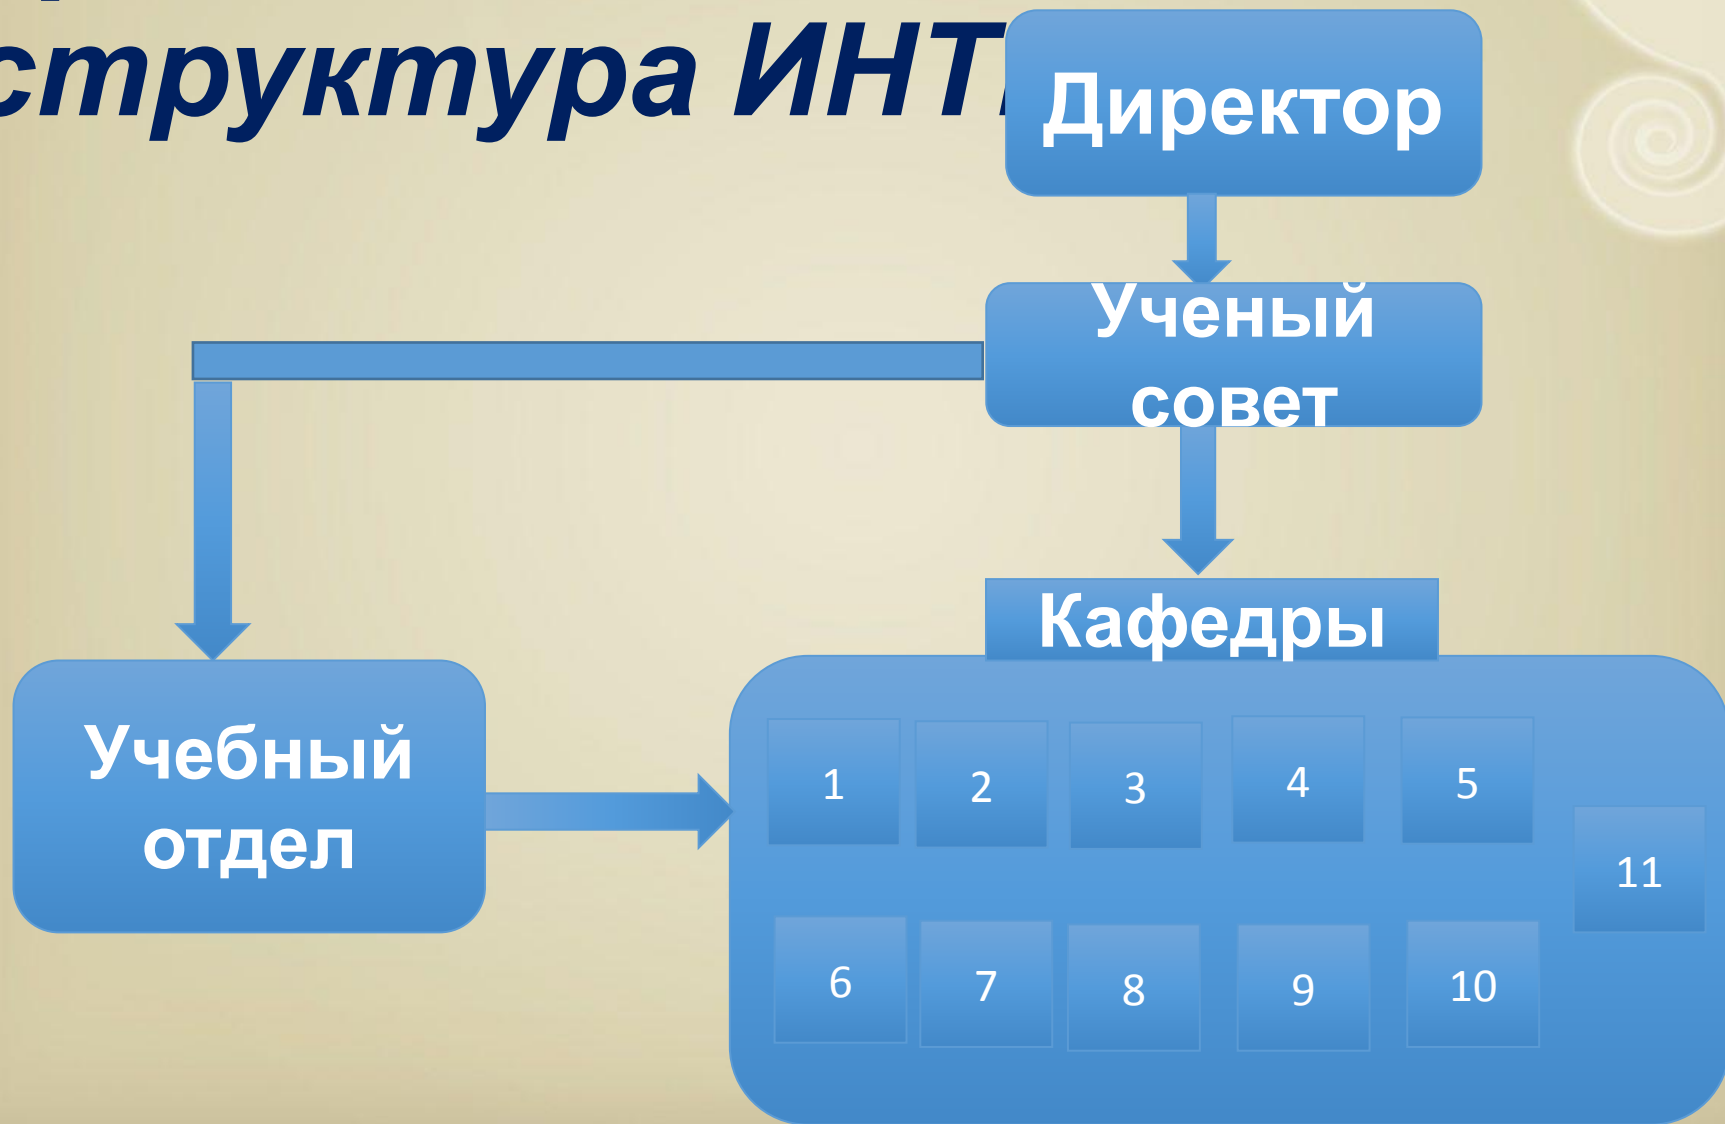 структура ИНТ
Директор
Ученый
совет
Кафедры
Учебный
отдел
1 2 3 4 5
11
6 7 8 9 10